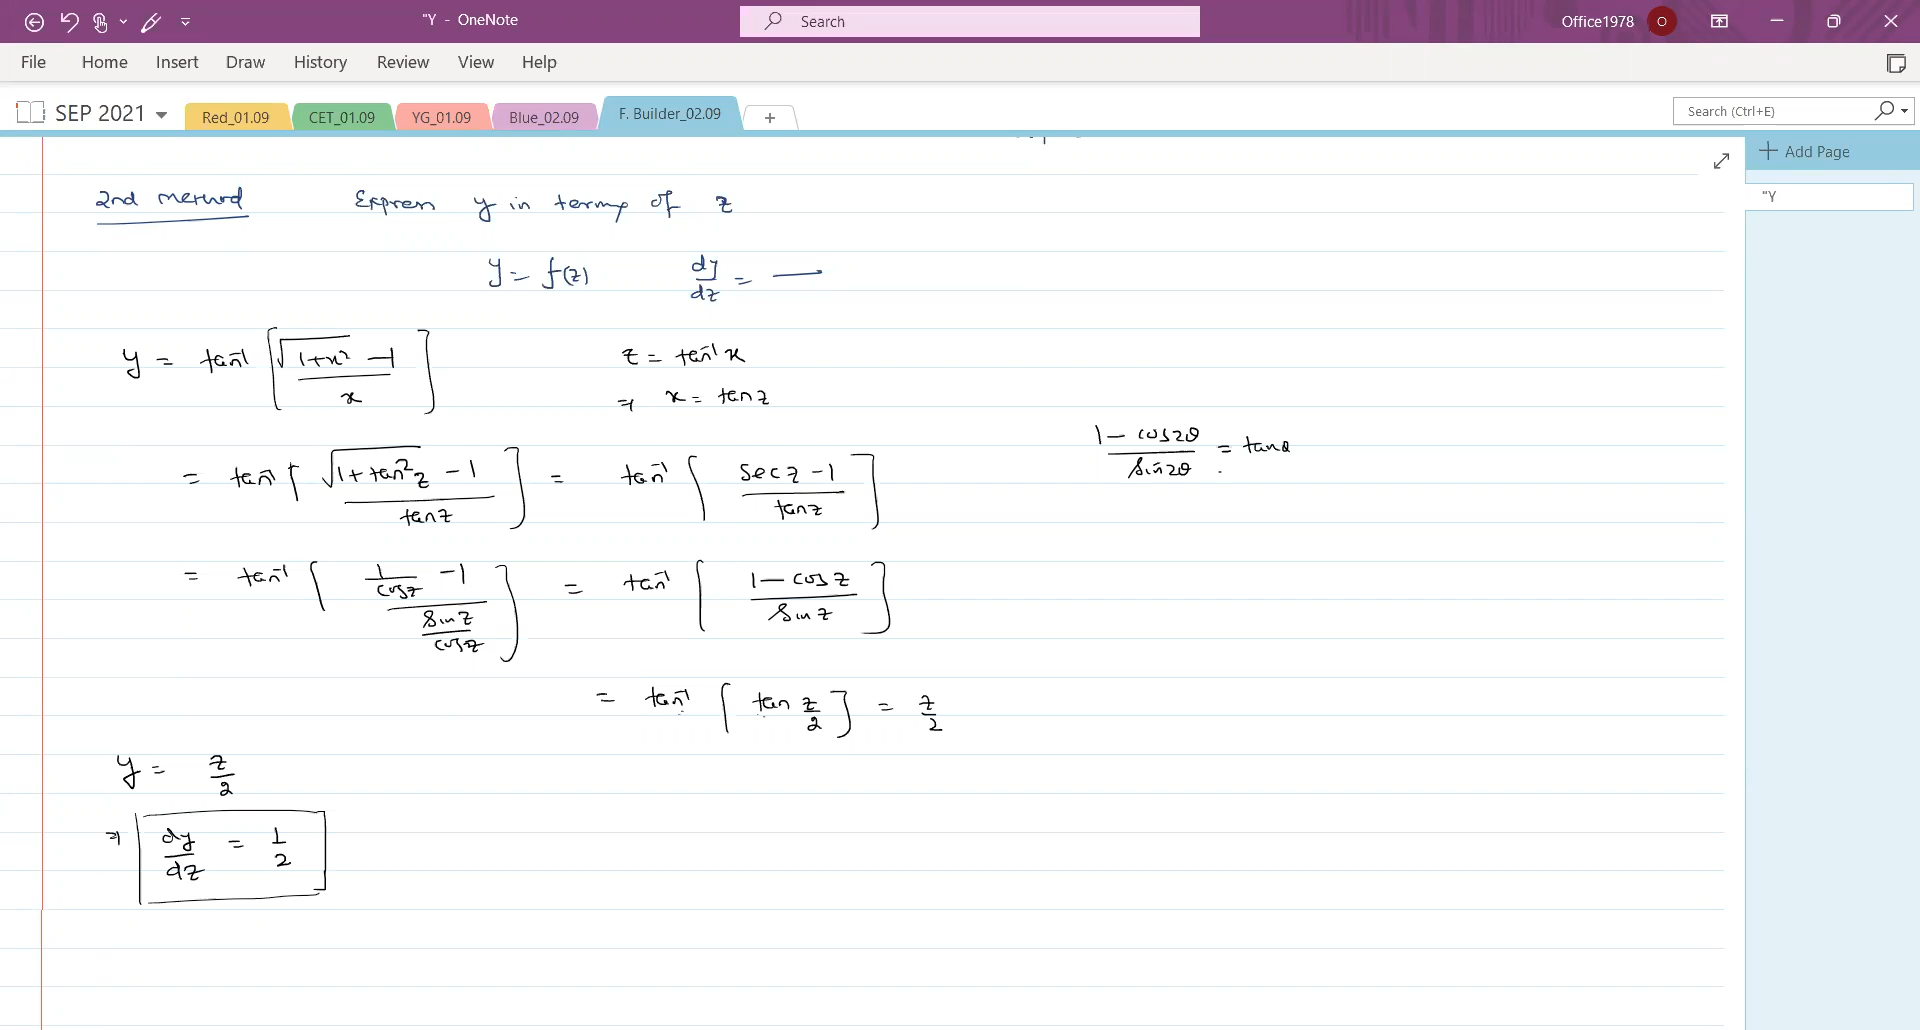 "Y - OneNote
Search
Office1978 O
File Home Insert Draw History Review View Help
SEP 2021 Red_01.09 CET_01.09 YG_01.09 Blue_02.09 F. Builder_02.09 +
Search (Ctrl+E)
+ Add Page
"Y
2nd method Express y in terms of z
y = f(z) dy/dz = —
y = tan⁻¹ [(√(1+x²) − 1)/x] z = tan⁻¹ x
⇒ x = tan z
(1 − cos2θ)/sin2θ = tanθ
= tan⁻¹ [(√(1+tan²z) − 1)/tan z] = tan⁻¹ [(sec z − 1)/tan z]
= tan⁻¹ [(1/cos z − 1)/(sin z/cos z)] = tan⁻¹ [(1 − cos z)/sin z]
= tan⁻¹ [tan z/2] = z/2
y = z/2
⇒ dy/dz = 1/2